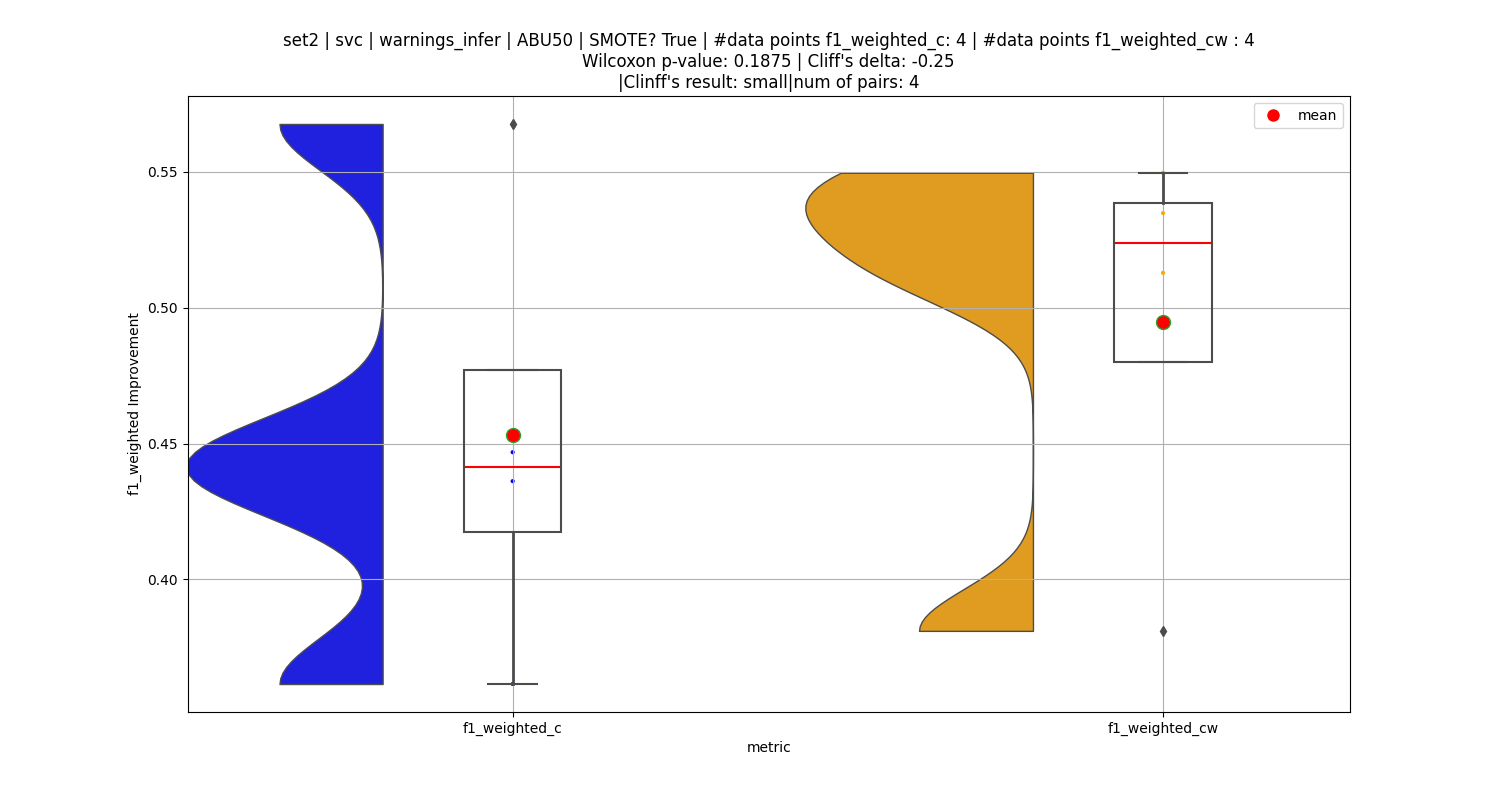 set2 | svc | warnings_infer | ABU50 | SMOTE? True | #data points f1_weighted_c: 4 | #data points f1_weighted_cw : 4
Wilcoxon p-value: 0.1875 | Cliff's delta: -0.25
|Clinff's result: small|num of pairs: 4
mean
0.55
0.50
0.45
0.40
f1_weighted Improvement
f1_weighted_c
f1_weighted_cw
metric